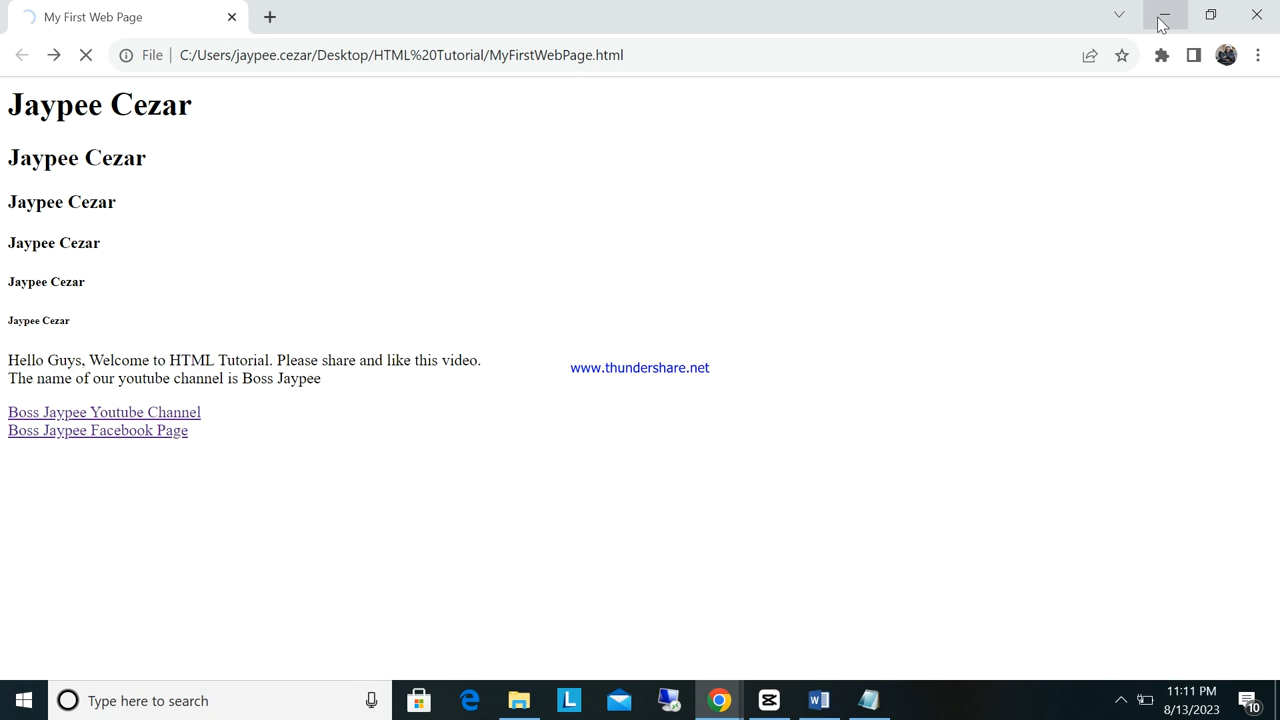 My First Web Page
File
C:/Users/jaypee.cezar/Desktop/HTML%20Tutorial/MyFirstWebPage.html
Jaypee Cezar
Jaypee Cezar
Jaypee Cezar
Jaypee Cezar
Jaypee Cezar
Jaypee Cezar
Hello Guys, Welcome to HTML Tutorial. Please share and like this video.
The name of our youtube channel is Boss Jaypee
www.thundershare.net
Boss Jaypee Youtube Channel
Boss Jaypee Facebook Page
Type here to search
L
11:11 PM
8/13/2023
10